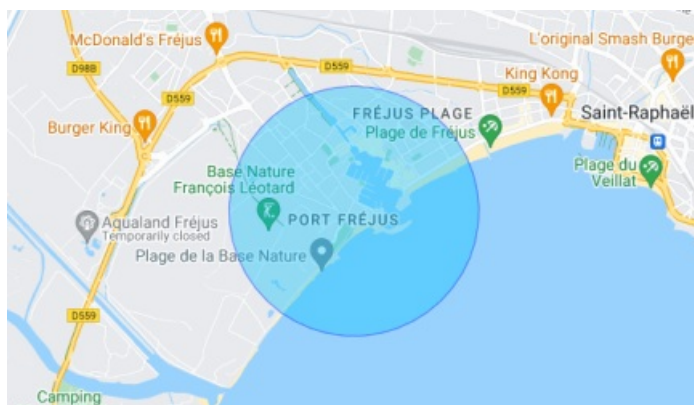 McDonald's Fréjus
L'original Smash Burge
D98B
D559
D559
D559
King Kong
FRÉJUS PLAGE
Plage de Fréjus
Saint-Raphaël
Burger King
Plage du
Veillat
Base Nature
François Léotard
PORT FRÉJUS
Aqualand Fréjus
Temporarily closed
Plage de la Base Nature
D559
Camping